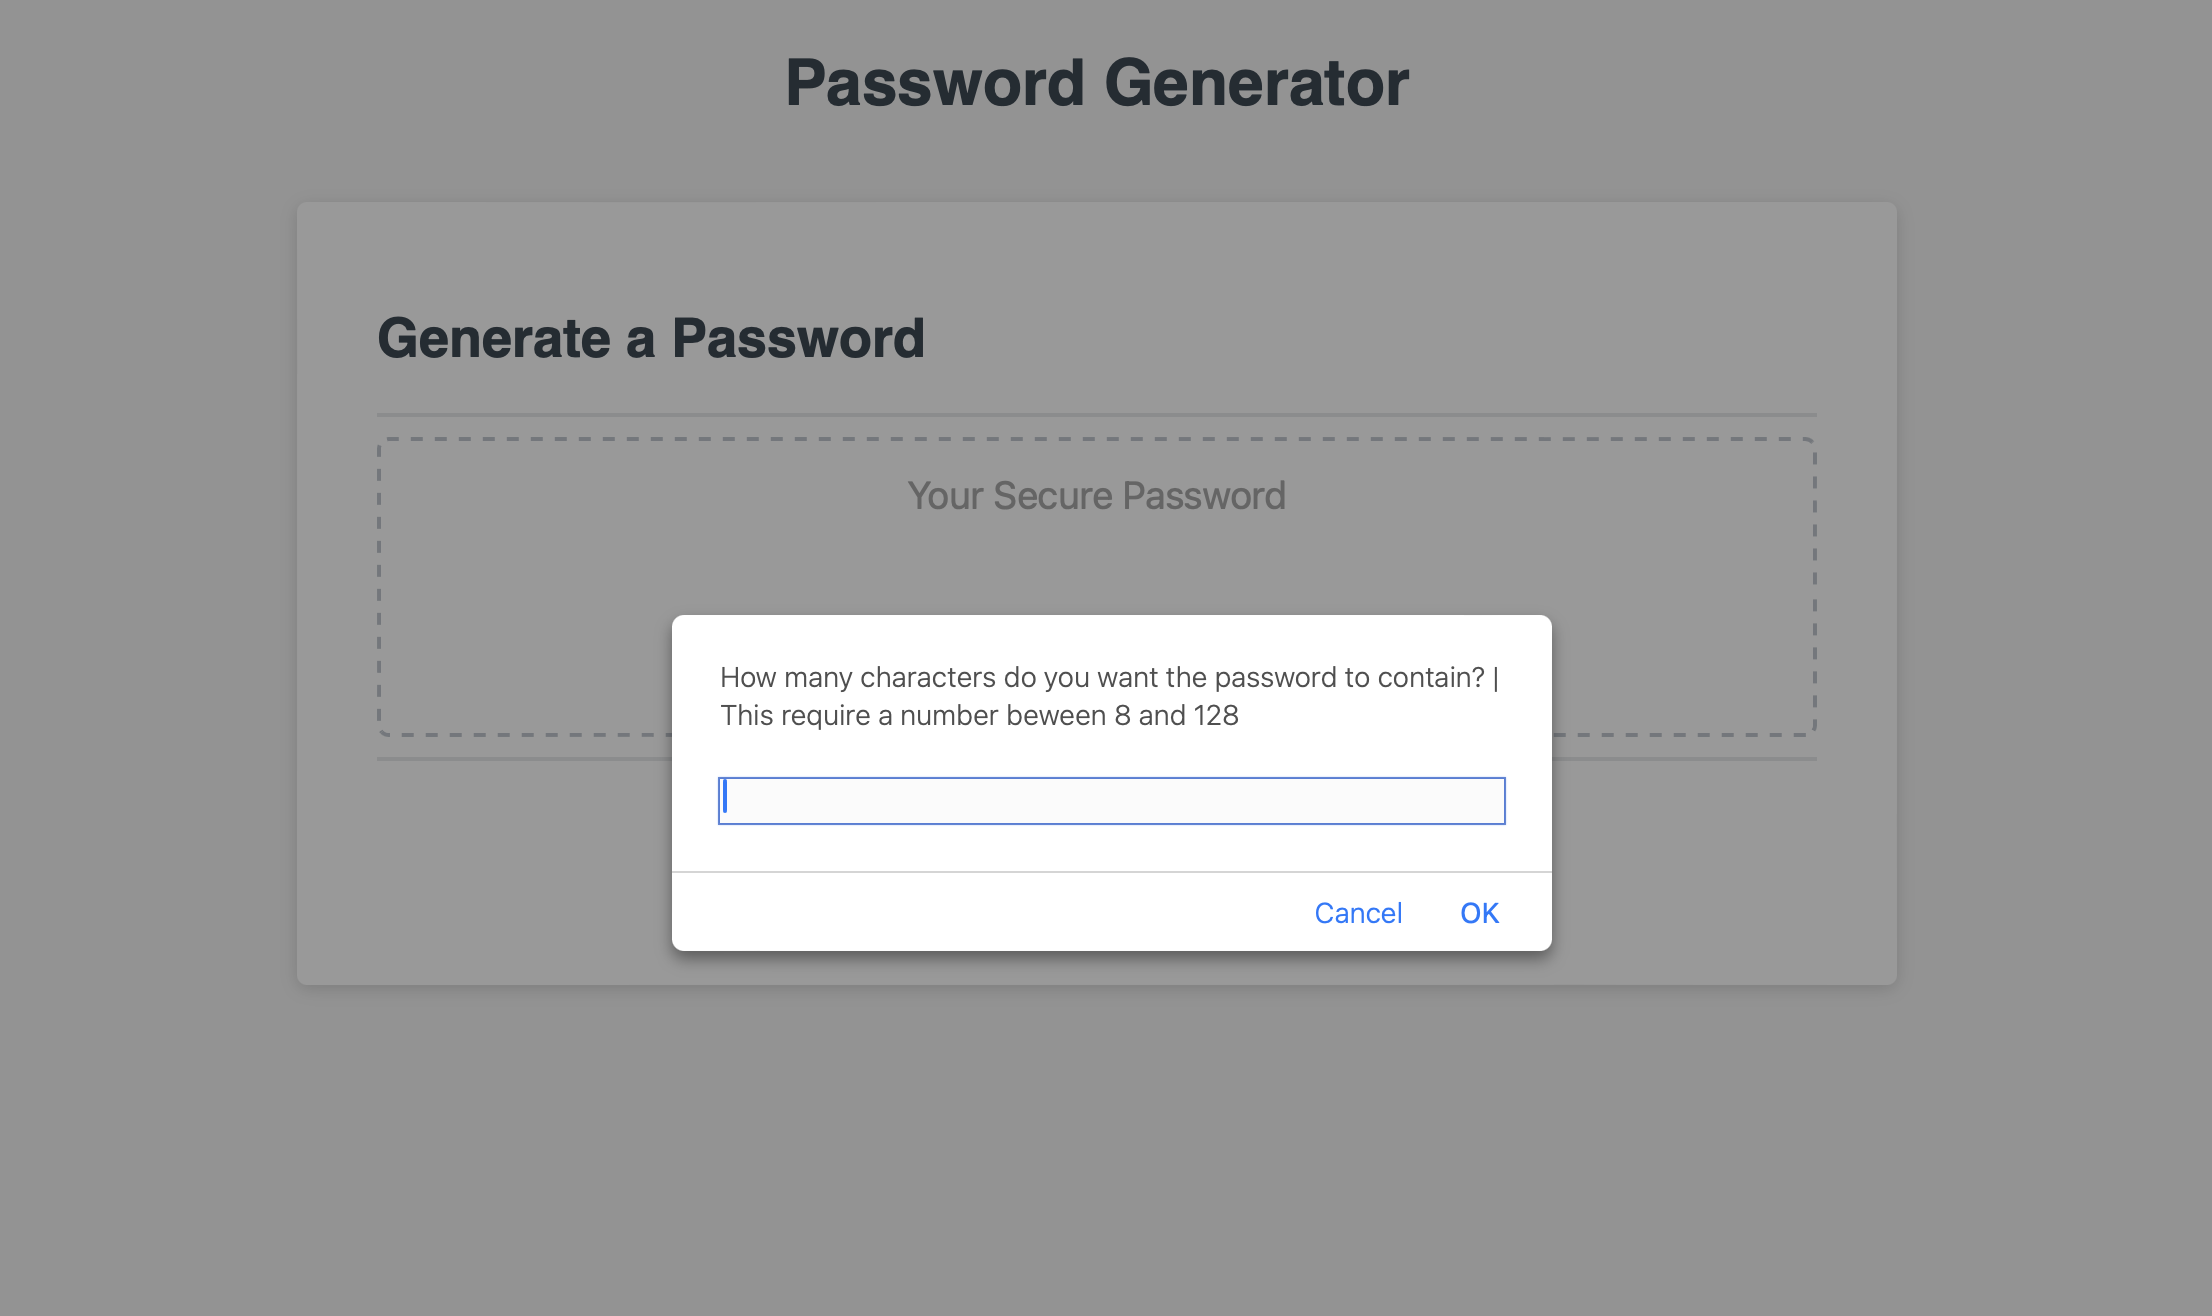 Password Generator
Generate a Password
Your Secure Password
How many characters do you want the password to contain? |
This require a number beween 8 and 128
Cancel
OK